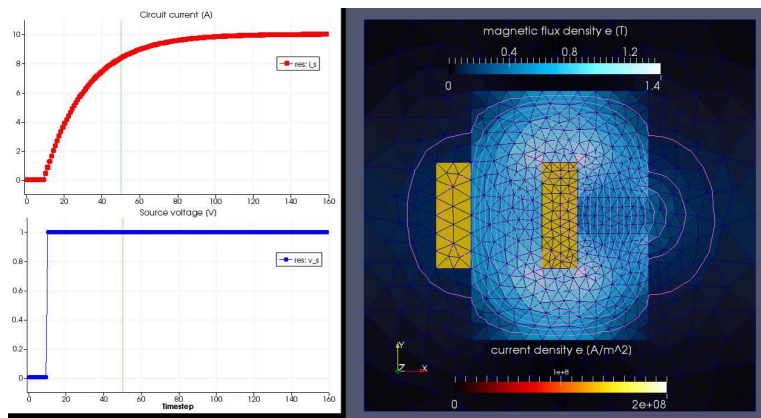 Circuit current (A)
10
8
6
4
2
0
res: i_s
0 20 40 60 80 100 120 140 160
Source voltage (V)
1
0.8
0.6
0.4
0.2
0
res: v_s
0 20 40 60 80 100 120 140 160
Timestep
magnetic flux density e (T)
0.4 0.8 1.2
0 1.4
Y
Z X
current density e (A/m^2)
1e+8
0 2e+08